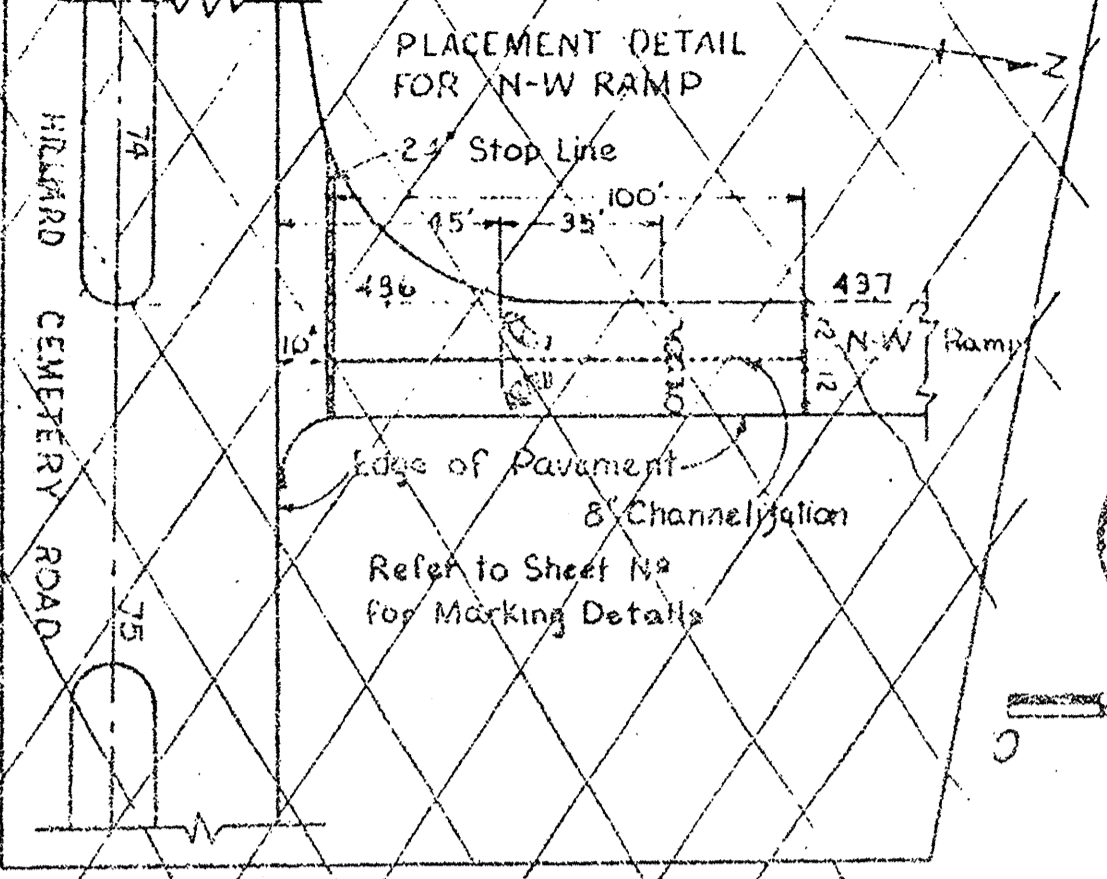 PLACEMENT DETAIL
FOR N-W RAMP
N
24" Stop Line
100'
45' 35'
436
437
10'
12
12
N-W Ramp
Edge of Pavement
8" Channelization
Refer to Sheet Nº
for Marking Details
HILLIARD CEMETERY ROAD
74
75